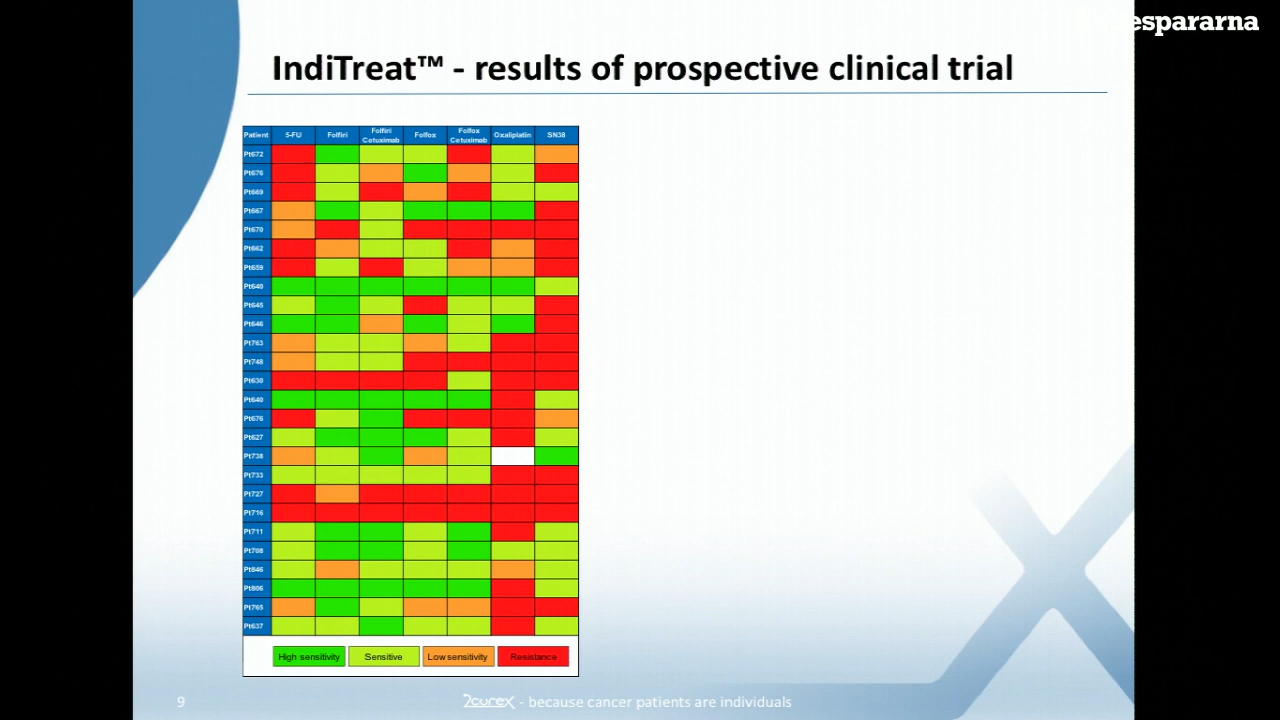 espararna
IndiTreat™ - results of prospective clinical trial
Patient 5-FU Folfiri Folfiri Cetuximab Folfox Folfox Cetuximab Oxaliplatin SN38
Pt672
Pt676
Pt669
Pt667
Pt670
Pt662
Pt659
Pt640
Pt645
Pt646
Pt763
Pt748
Pt630
Pt640
Pt676
Pt627
Pt738
Pt733
Pt727
Pt716
Pt711
Pt708
Pt846
Pt806
Pt765
Pt637
High sensitivity Sensitive Low sensitivity Resistance
9 2cureX - because cancer patients are individuals